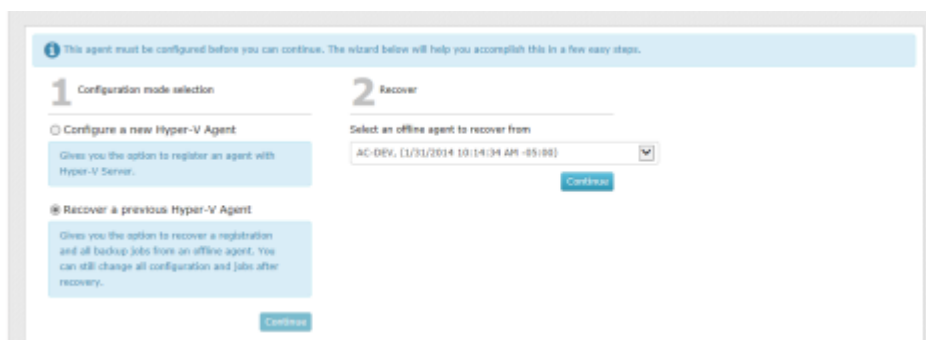 This agent must be configured before you can continue. The wizard below will help you accomplish this in a few easy steps.
1 Configuration mode selection
Configure a new Hyper-V Agent
Gives you the option to register an agent with
Hyper-V Server.
Recover a previous Hyper-V Agent
Gives you the option to recover a registration
and all backup jobs from an offline agent. You
can still change all configuration and jobs after
recovery.
Continue
2 Recover
Select an offline agent to recover from
AC-DEV, (1/31/2014 10:14:34 AM -05:00)
Continue